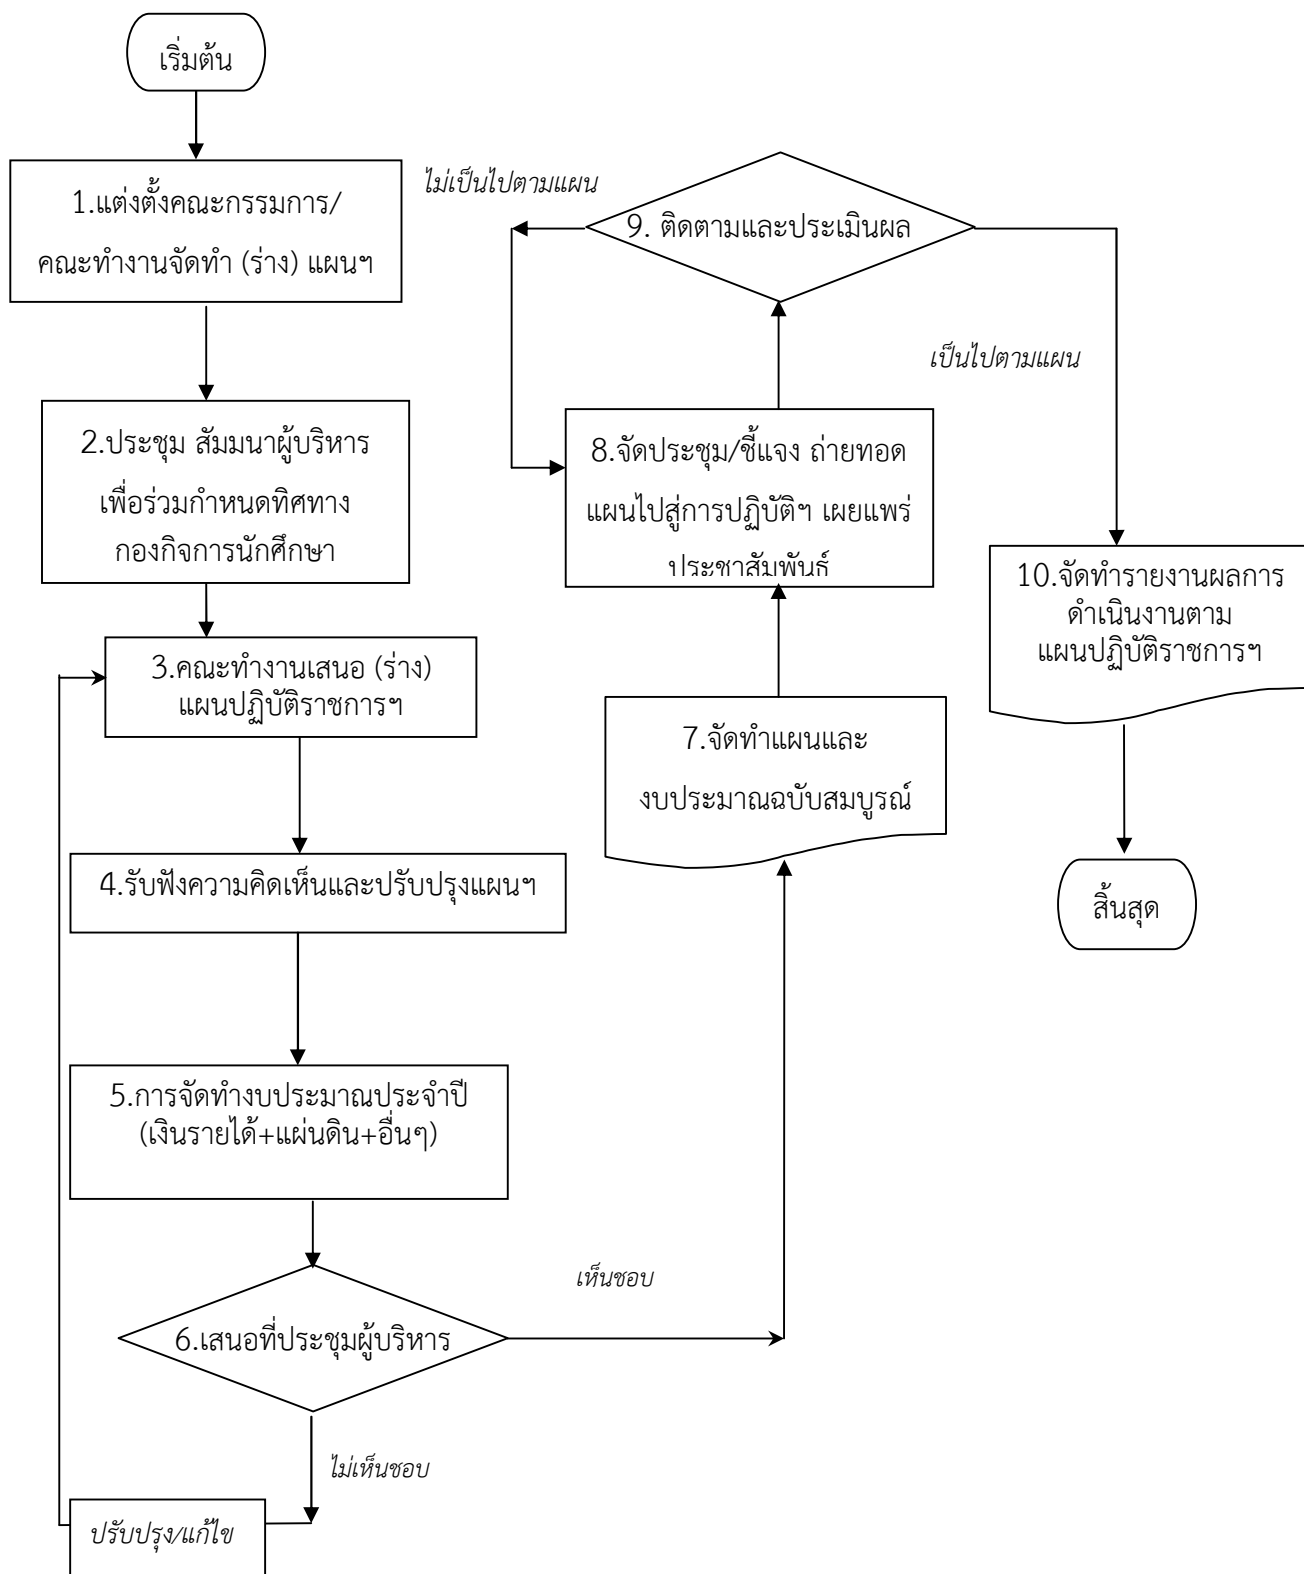 เริ่มต้น
1.แต่งตั้งคณะกรรมการ/
คณะทำงานจัดทำ (ร่าง) แผนฯ
2.ประชุม สัมมนาผู้บริหาร
เพื่อร่วมกำหนดทิศทาง
กองกิจการนักศึกษา
3.คณะทำงานเสนอ (ร่าง)
แผนปฏิบัติราชการฯ
4.รับฟังความคิดเห็นและปรับปรุงแผนฯ
5.การจัดทำงบประมาณประจำปี
(เงินรายได้+แผ่นดิน+อื่นๆ)
6.เสนอที่ประชุมผู้บริหาร
เห็นชอบ
ไม่เห็นชอบ
ปรับปรุง/แก้ไข
7.จัดทำแผนและ
งบประมาณฉบับสมบูรณ์
8.จัดประชุม/ชี้แจง ถ่ายทอด
แผนไปสู่การปฏิบัติฯ เผยแพร่
ประชาสัมพันธ์
9. ติดตามและประเมินผล
ไม่เป็นไปตามแผน
เป็นไปตามแผน
10.จัดทำรายงานผลการ
ดำเนินงานตาม
แผนปฏิบัติราชการฯ
สิ้นสุด